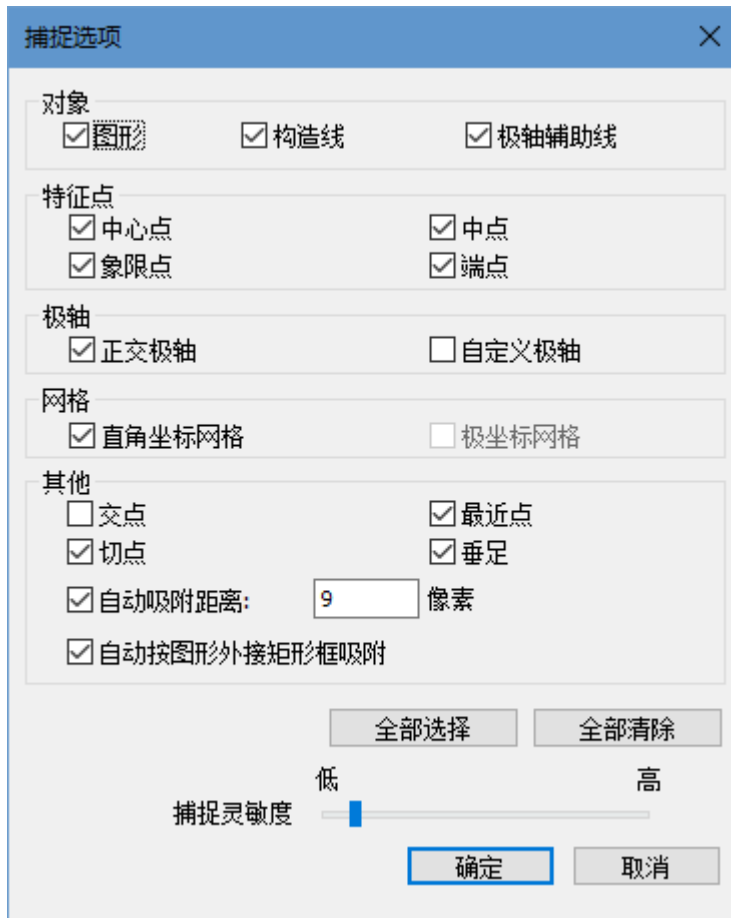 捕捉选项
对象
图形 构造线 极轴辅助线
特征点
中心点 中点
象限点 端点
极轴
正交极轴 自定义极轴
网格
直角坐标网格 极坐标网格
其他
交点 最近点
切点 垂足
自动吸附距离: 9 像素
自动按图形外接矩形框吸附
全部选择 全部清除
低 高
捕捉灵敏度
确定 取消